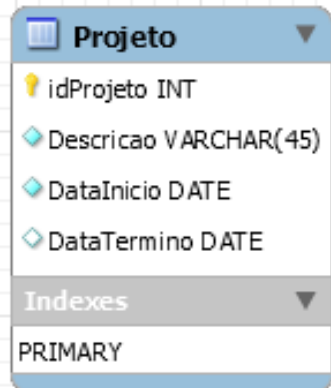 Projeto
idProjeto INT
Descricao VARCHAR(45)
DataInicio DATE
DataTermino DATE
Indexes
PRIMARY